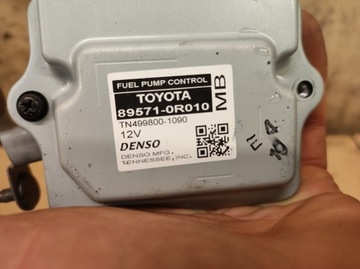 FUEL PUMP CONTROL
TOYOTA
89571-0R010
MB
TN499800-1090
12V
DENSO
DENSO MFG.
TENNESSEE, INC.